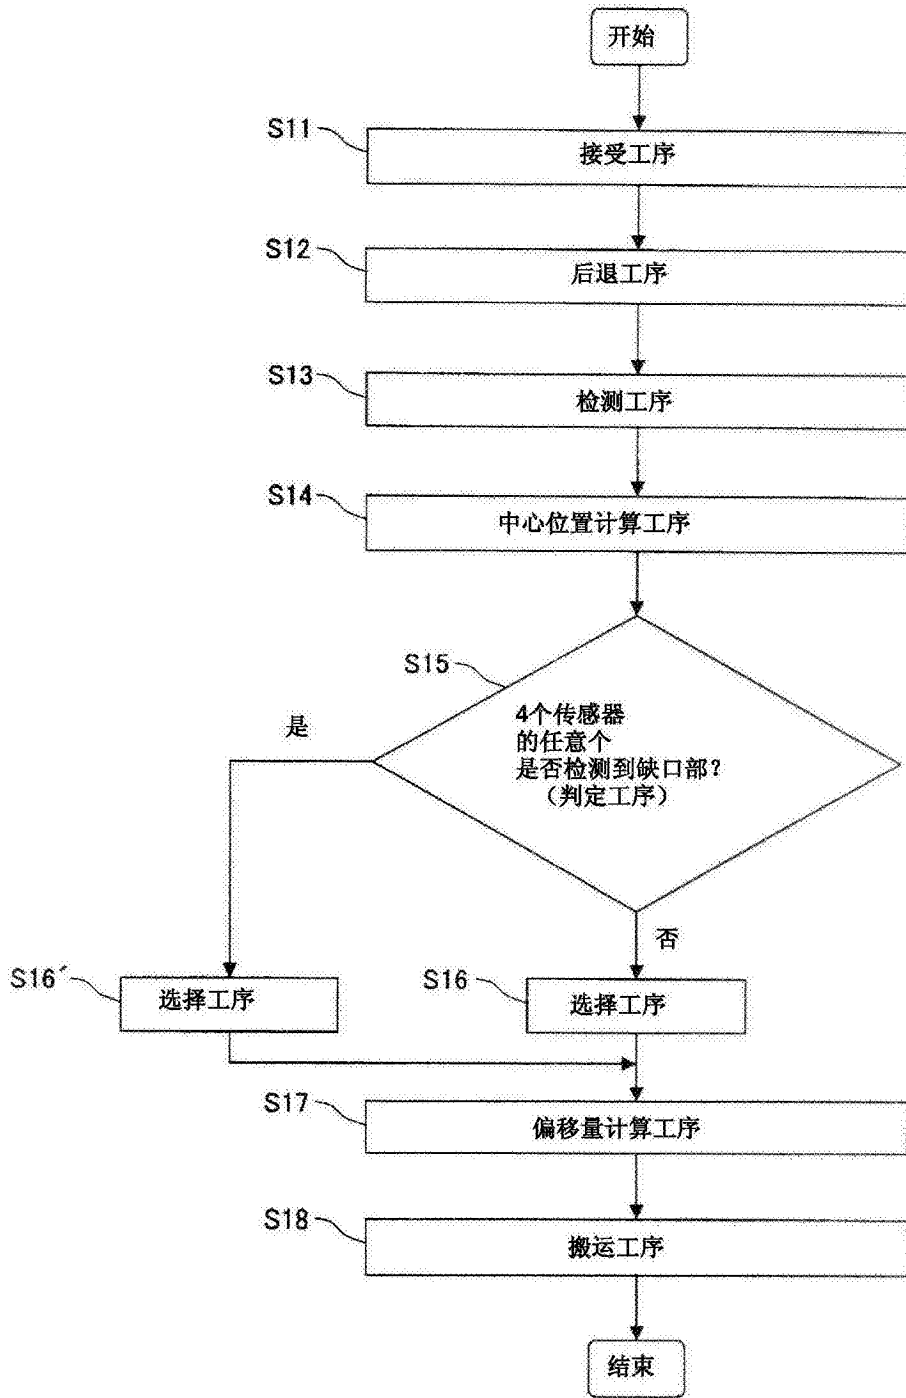 开始
S11
接受工序
S12
后退工序
S13
检测工序
S14
中心位置计算工序
S15
4个传感器
的任意个
是否检测到缺口部?
(判定工序)
是
否
S16′
选择工序
S16
选择工序
S17
偏移量计算工序
S18
搬运工序
结束